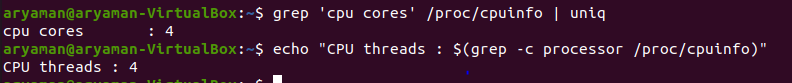 aryaman@aryaman-VirtualBox:~$ grep 'cpu cores' /proc/cpuinfo | uniq
cpu cores	: 4
aryaman@aryaman-VirtualBox:~$ echo "CPU threads : $(grep -c processor /proc/cpuinfo)"
CPU threads : 4
aryaman@aryaman-VirtualBox:~$